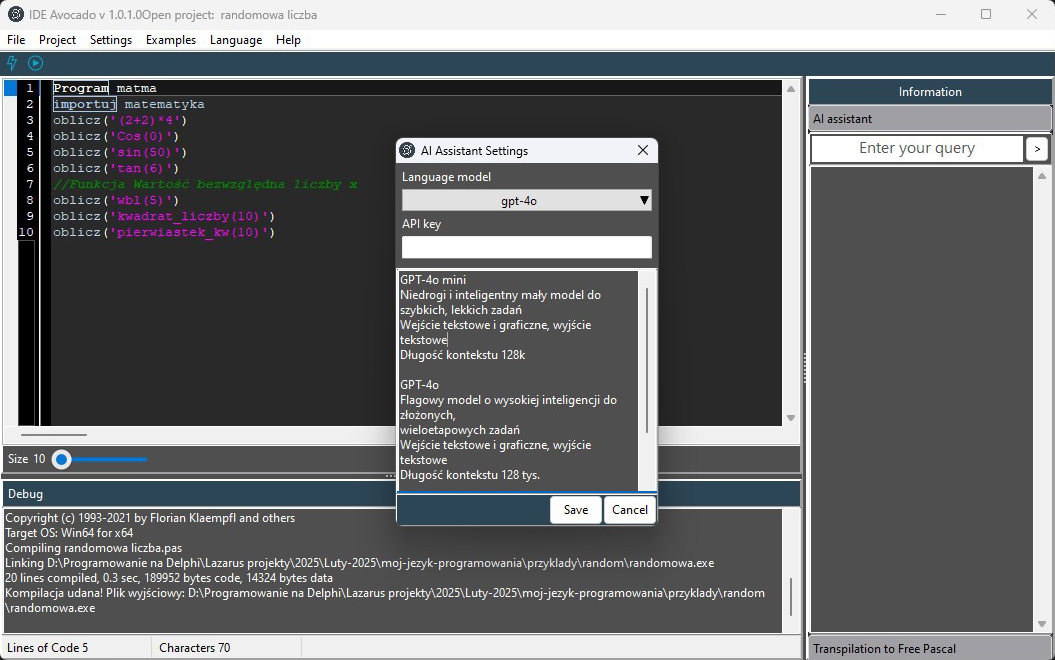 IDE Avocado v 1.0.1.0Open project: randomowa liczba
File Project Settings Examples Language Help
1 Program matma
2 importuj matematyka
3 oblicz('(2+2)*4')
4 oblicz('Cos(0)')
5 oblicz('sin(50)')
6 oblicz('tan(6)')
7 //Funkcja Wartość bezwzględna liczby x
8 oblicz('wbl(5)')
9 oblicz('kwadrat_liczby(10)')
10 oblicz('pierwiastek_kw(10)')
Size 10
Debug
Copyright (c) 1993-2021 by Florian Klaempfl and others
Target OS: Win64 for x64
Compiling randomowa liczba.pas
Linking D:\Programowanie na Delphi\Lazarus projekty\2025\Luty-2025\moj-jezyk-programowania\przyklady\random\randomowa.exe
20 lines compiled, 0.3 sec, 189952 bytes code, 14324 bytes data
Kompilacja udana! Plik wyjściowy: D:\Programowanie na Delphi\Lazarus projekty\2025\Luty-2025\moj-jezyk-programowania\przyklady\random
\randomowa.exe
Lines of Code 5
Characters 70
AI Assistant Settings
Language model
gpt-4o
API key
GPT-4o mini
Niedrogi i inteligentny mały model do
szybkich, lekkich zadań
Wejście tekstowe i graficzne, wyjście
tekstowe
Długość kontekstu 128k
GPT-4o
Flagowy model o wysokiej inteligencji do
złożonych,
wieloetapowych zadań
Wejście tekstowe i graficzne, wyjście
tekstowe
Długość kontekstu 128 tys.
Save Cancel
Information
AI assistant
Enter your query >
Transpilation to Free Pascal